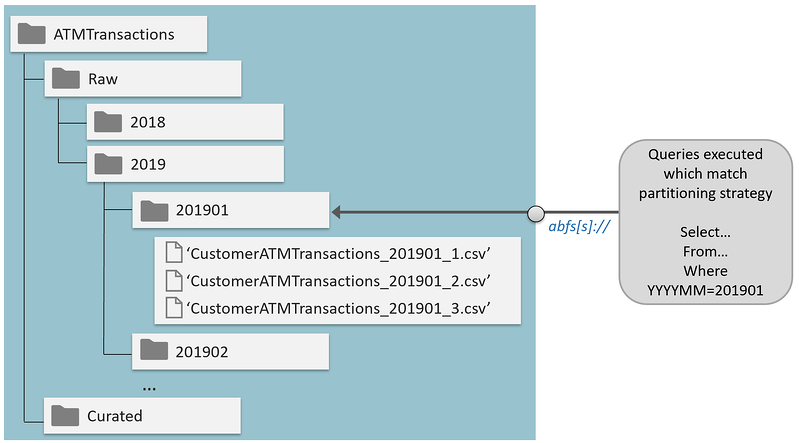 ATMTransactions
Raw
2018
2019
201901
‘CustomerATMTransactions_201901_1.csv’
‘CustomerATMTransactions_201901_2.csv’
‘CustomerATMTransactions_201901_3.csv’
201902
...
Curated
abfs[s]://
Queries executed
which match
partitioning strategy
Select...
From...
Where
YYYYMM=201901